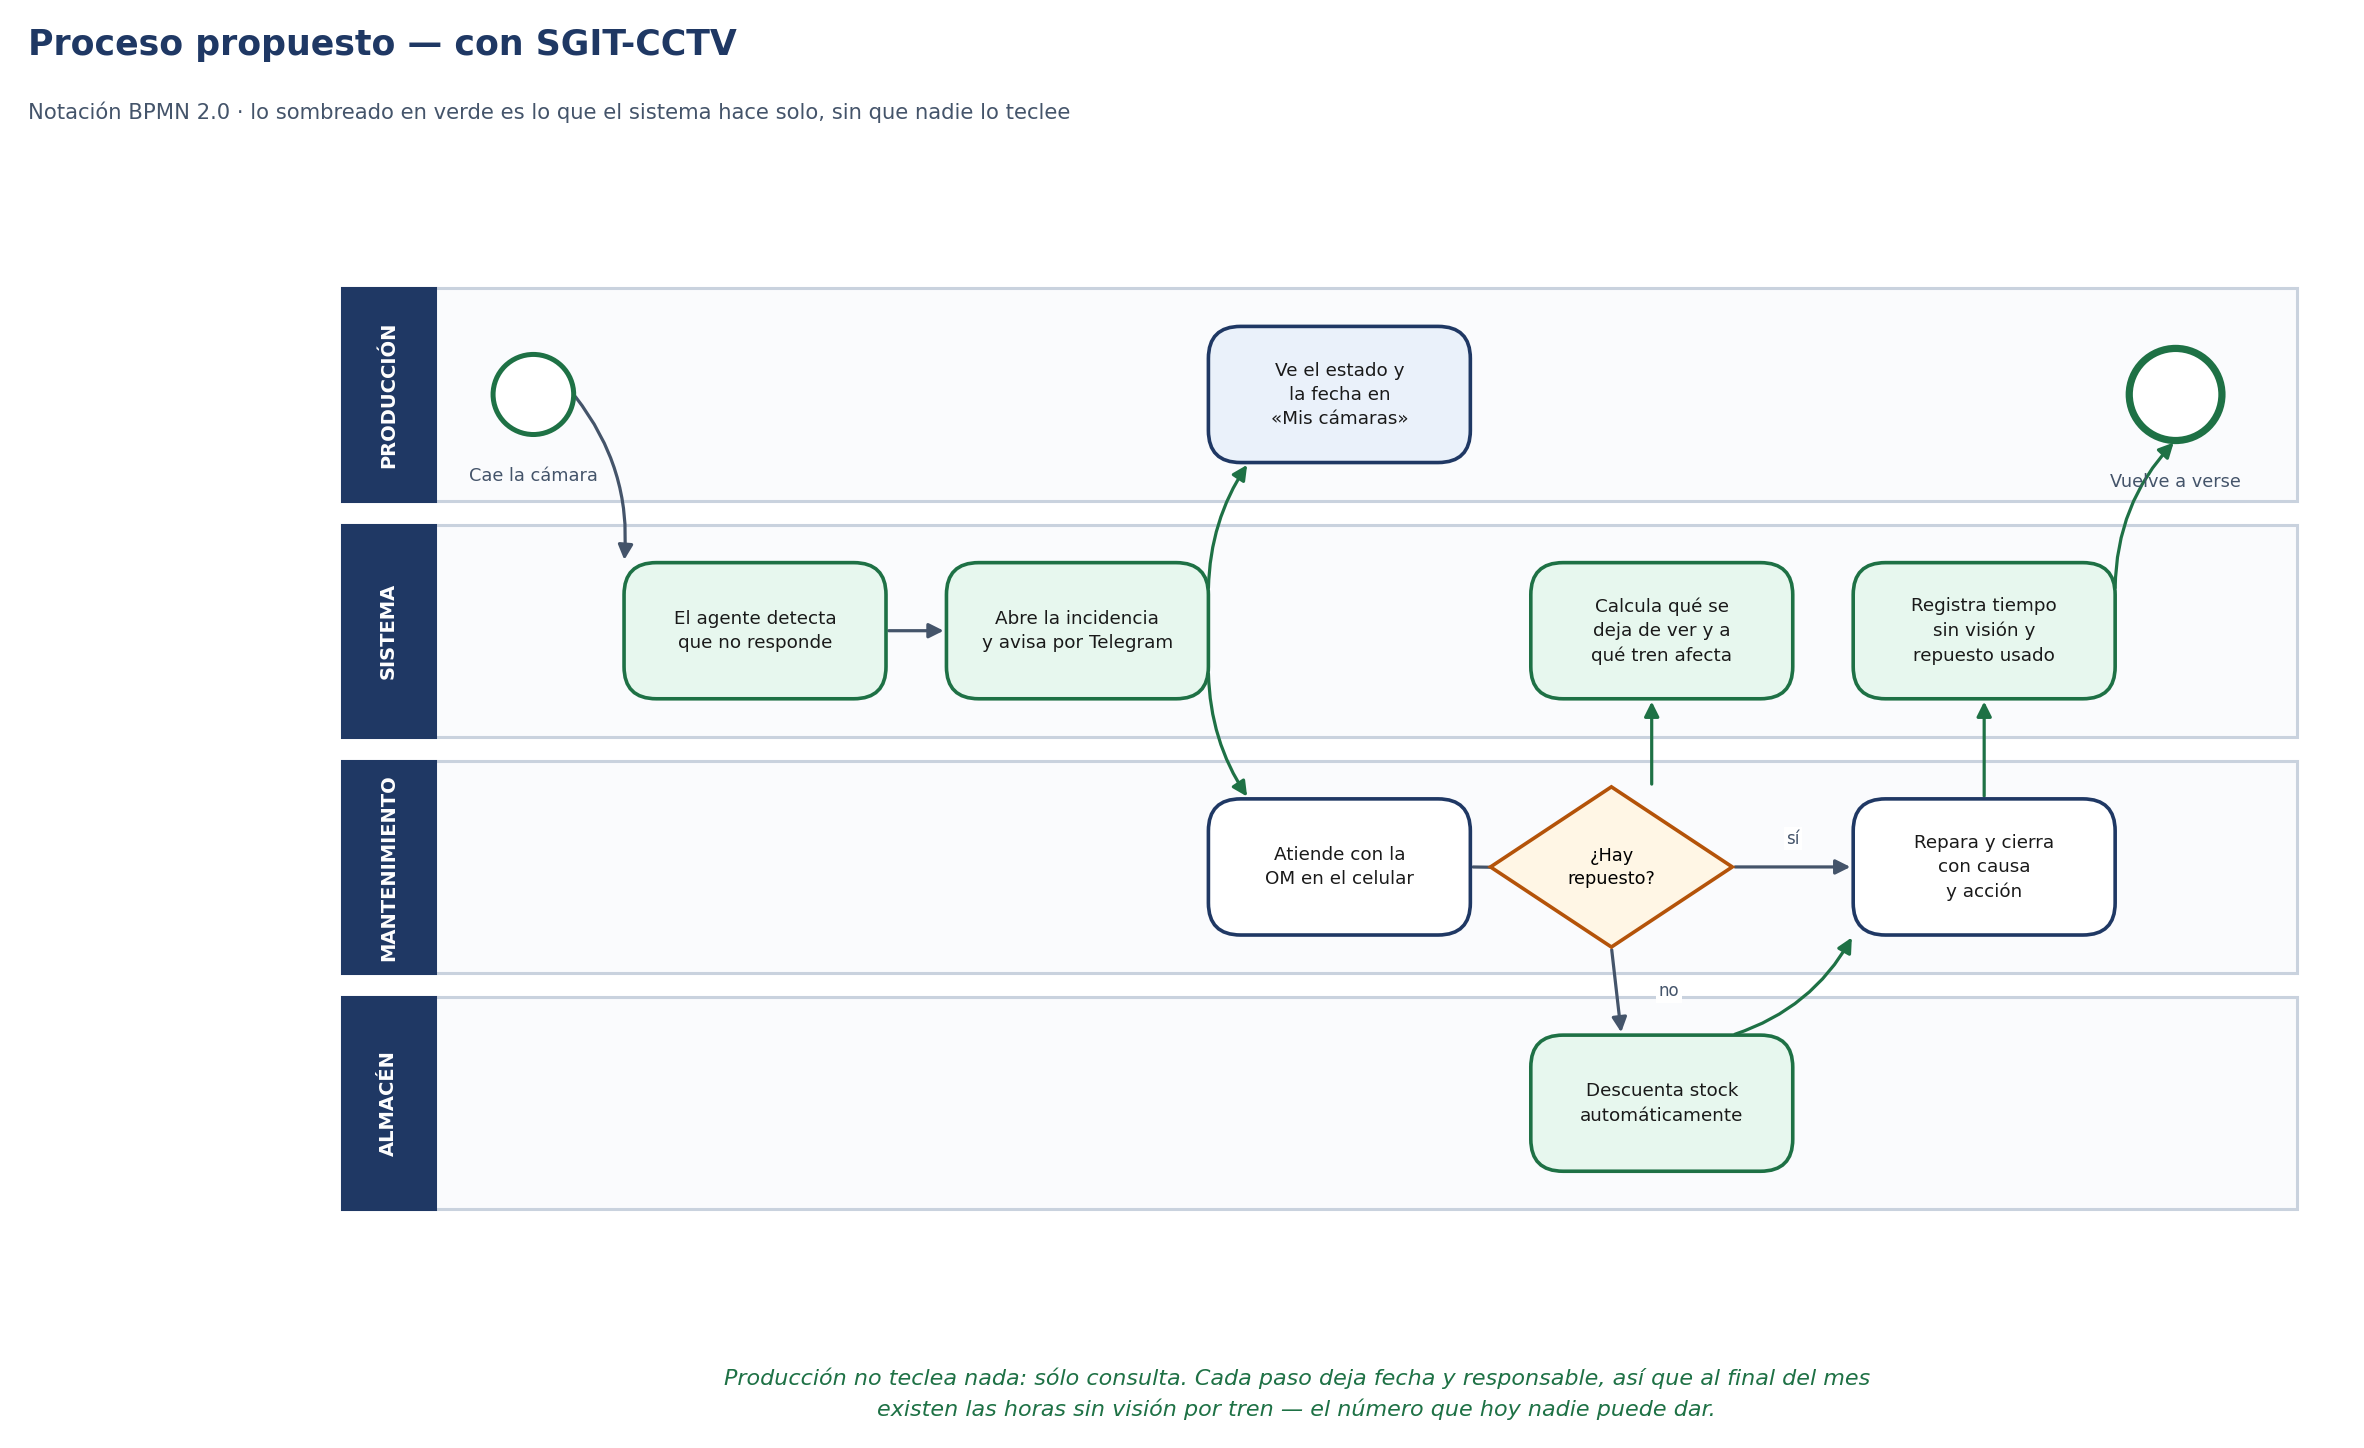 Proceso propuesto — con SGIT-CCTV
Notación BPMN 2.0 · lo sombreado en verde es lo que el sistema hace solo, sin que nadie lo teclee
PRODUCCIÓN
Cae la cámara
Ve el estado y
la fecha en
«Mis cámaras»
Vuelve a verse
SISTEMA
El agente detecta
que no responde
Abre la incidencia
y avisa por Telegram
Calcula qué se
deja de ver y a
qué tren afecta
Registra tiempo
sin visión y
repuesto usado
MANTENIMIENTO
Atiende con la
OM en el celular
¿Hay
repuesto?
sí
Repara y cierra
con causa
y acción
no
ALMACÉN
Descuenta stock
automáticamente
Producción no teclea nada: sólo consulta. Cada paso deja fecha y responsable, así que al final del mes
existen las horas sin visión por tren — el número que hoy nadie puede dar.